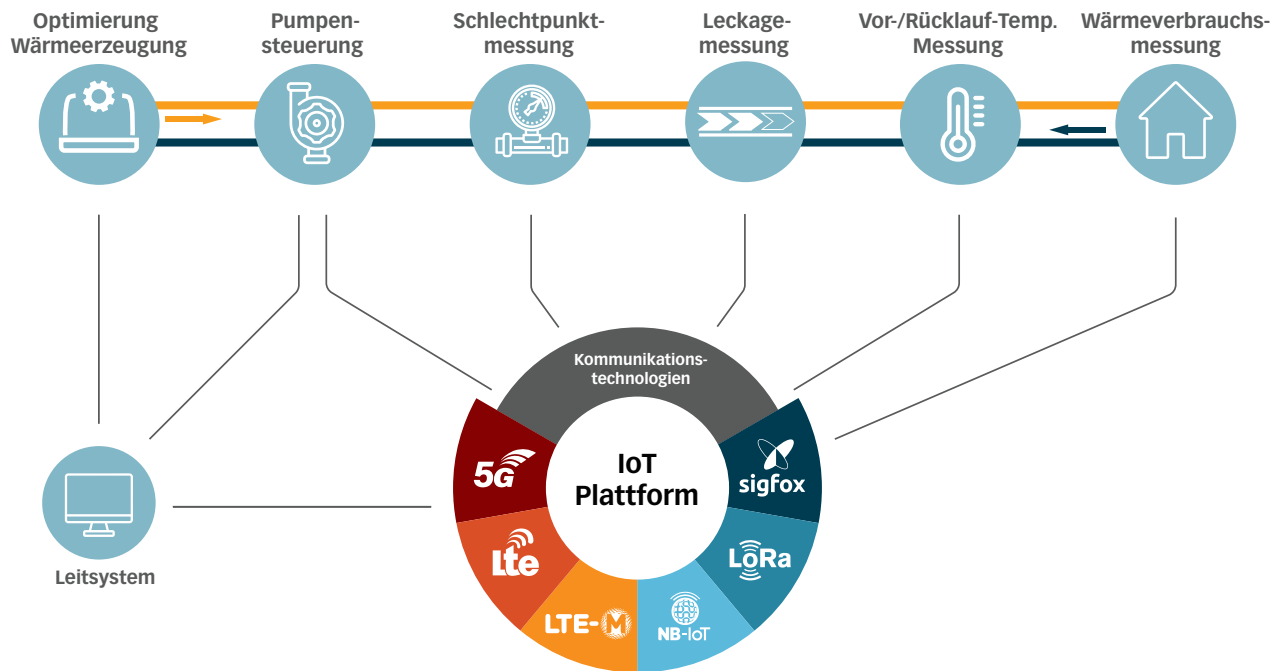 Optimierung
Wärmeerzeugung
Pumpen-
steuerung
Schlechtpunkt-
messung
Leckage-
messung
Vor-/Rücklauf-Temp.
Messung
Wärmeverbrauchs-
messung
Kommunikations-
technologien
IoT
Plattform
5G
sigfox
Lte
LoRa
LTE-M
NB-IoT
Leitsystem